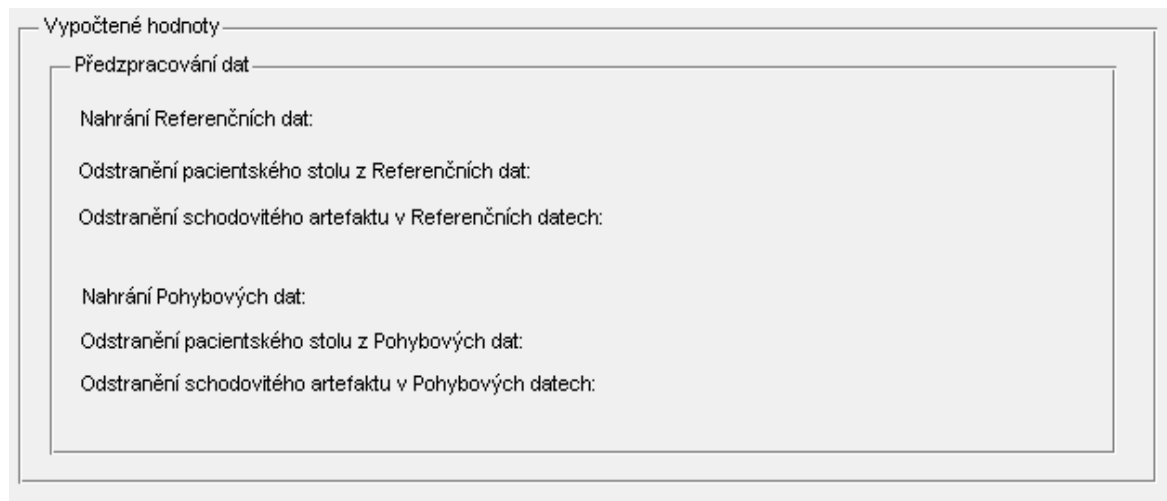 Vypočtené hodnoty
Předzpracování dat
Nahrání Referenčních dat:
Odstranění pacientského stolu z Referenčních dat:
Odstranění schodovitého artefaktu v Referenčních datech:
Nahrání Pohybových dat:
Odstranění pacientského stolu z Pohybových dat:
Odstranění schodovitého artefaktu v Pohybových datech: